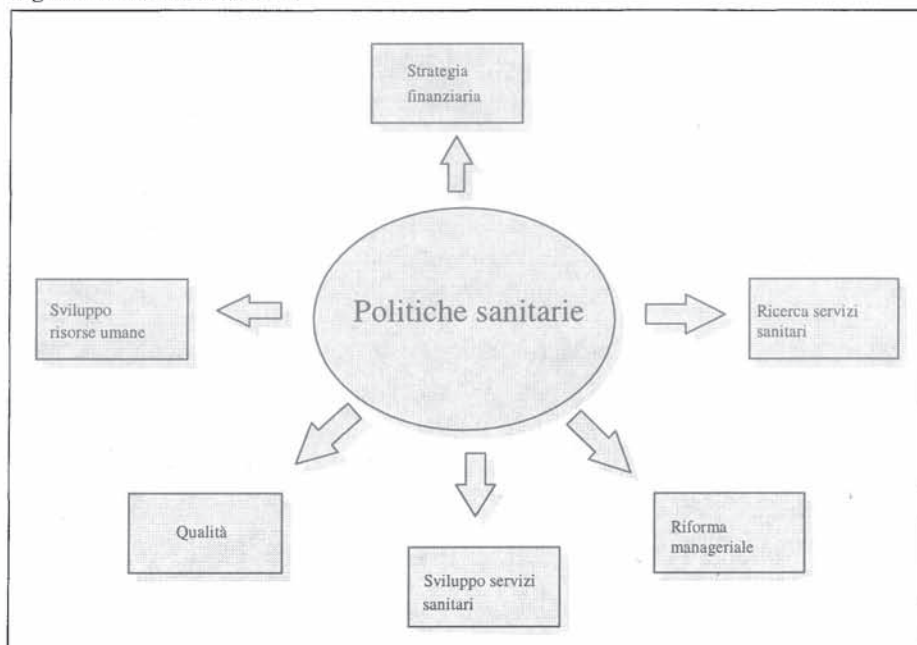 Strategia
finanziaria
Politiche sanitarie
Sviluppo
risorse umane
Ricerca servizi
sanitari
Qualità
Riforma
manageriale
Sviluppo servizi
sanitari